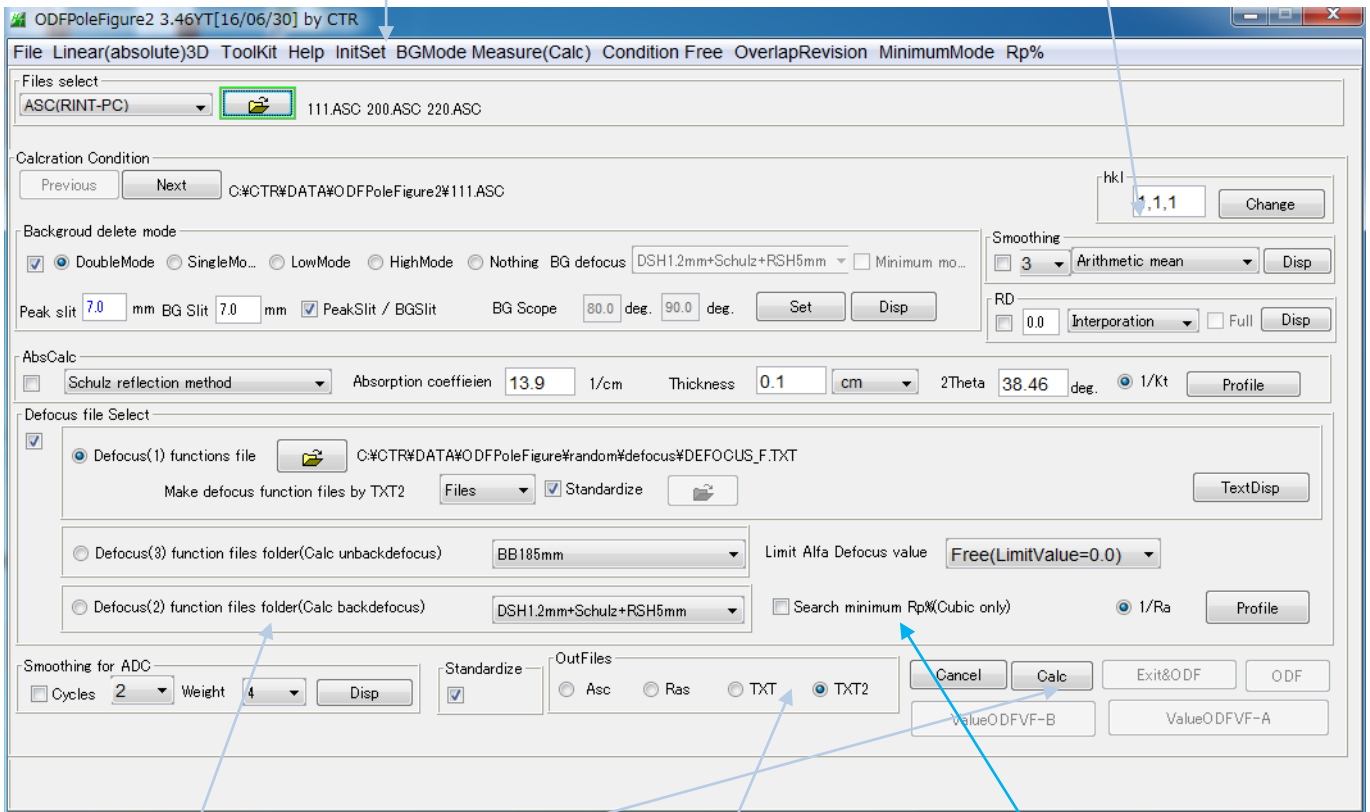 ODFPoleFigure2 3.46YT[16/06/30] by CTR
File Linear(absolute)3D ToolKit Help InitSet BGMode Measure(Calc) Condition Free OverlapRevision MinimumMode Rp%
Files select
ASC(RINT-PC) 111.ASC 200.ASC 220.ASC
Calcration Condition
Previous Next C:¥CTR¥DATA¥ODFPoleFigure2¥111.ASC
hkl
1,1,1 Change
Backgroud delete mode
DoubleMode SingleMo... LowMode HighMode Nothing BG defocus DSH1.2mm+Schulz+RSH5mm Minimum mo...
Peak slit 7.0 mm BG Slit 7.0 mm PeakSlit / BGSlit BG Scope 80.0 deg. 90.0 deg. Set Disp
Smoothing
3 Arithmetic mean Disp
RD
0.0 Interporation Full Disp
AbsCalc
Schulz reflection method Absorption coeffieien 13.9 1/cm Thickness 0.1 cm 2Theta 38.46 deg. 1/Kt Profile
Defocus file Select
Defocus(1) functions file C:¥CTR¥DATA¥ODFPoleFigure¥random¥defocus¥DEFOCUS_F.TXT
Make defocus function files by TXT2 Files Standardize TextDisp
Defocus(3) function files folder(Calc unbackdefocus) BB185mm Limit Alfa Defocus value Free(LimitValue=0.0)
Defocus(2) function files folder(Calc backdefocus) DSH1.2mm+Schulz+RSH5mm Search minimum Rp%(Cubic only) 1/Ra Profile
Smoothing for ADC
Cycles 2 Weight 4 Disp
Standardize
OutFiles
Asc Ras TXT TXT2
Cancel Calc Exit&ODF ODF
ValueODFVF-B ValueODFVF-A